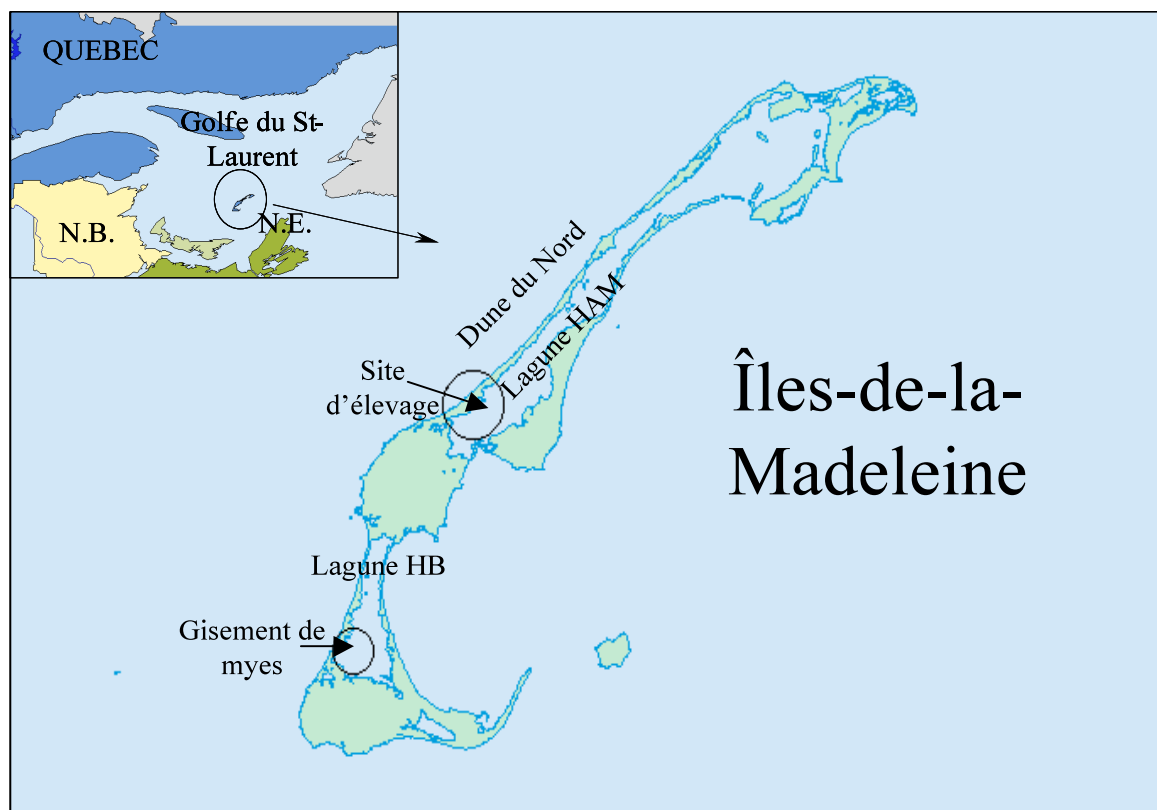 QUEBEC
Golfe du St-
Laurent
N.B.
N.E.
Dune du Nord
Lagune HAM
Site
d'élevage
Îles-de-la-
Madeleine
Lagune HB
Gisement de
myes